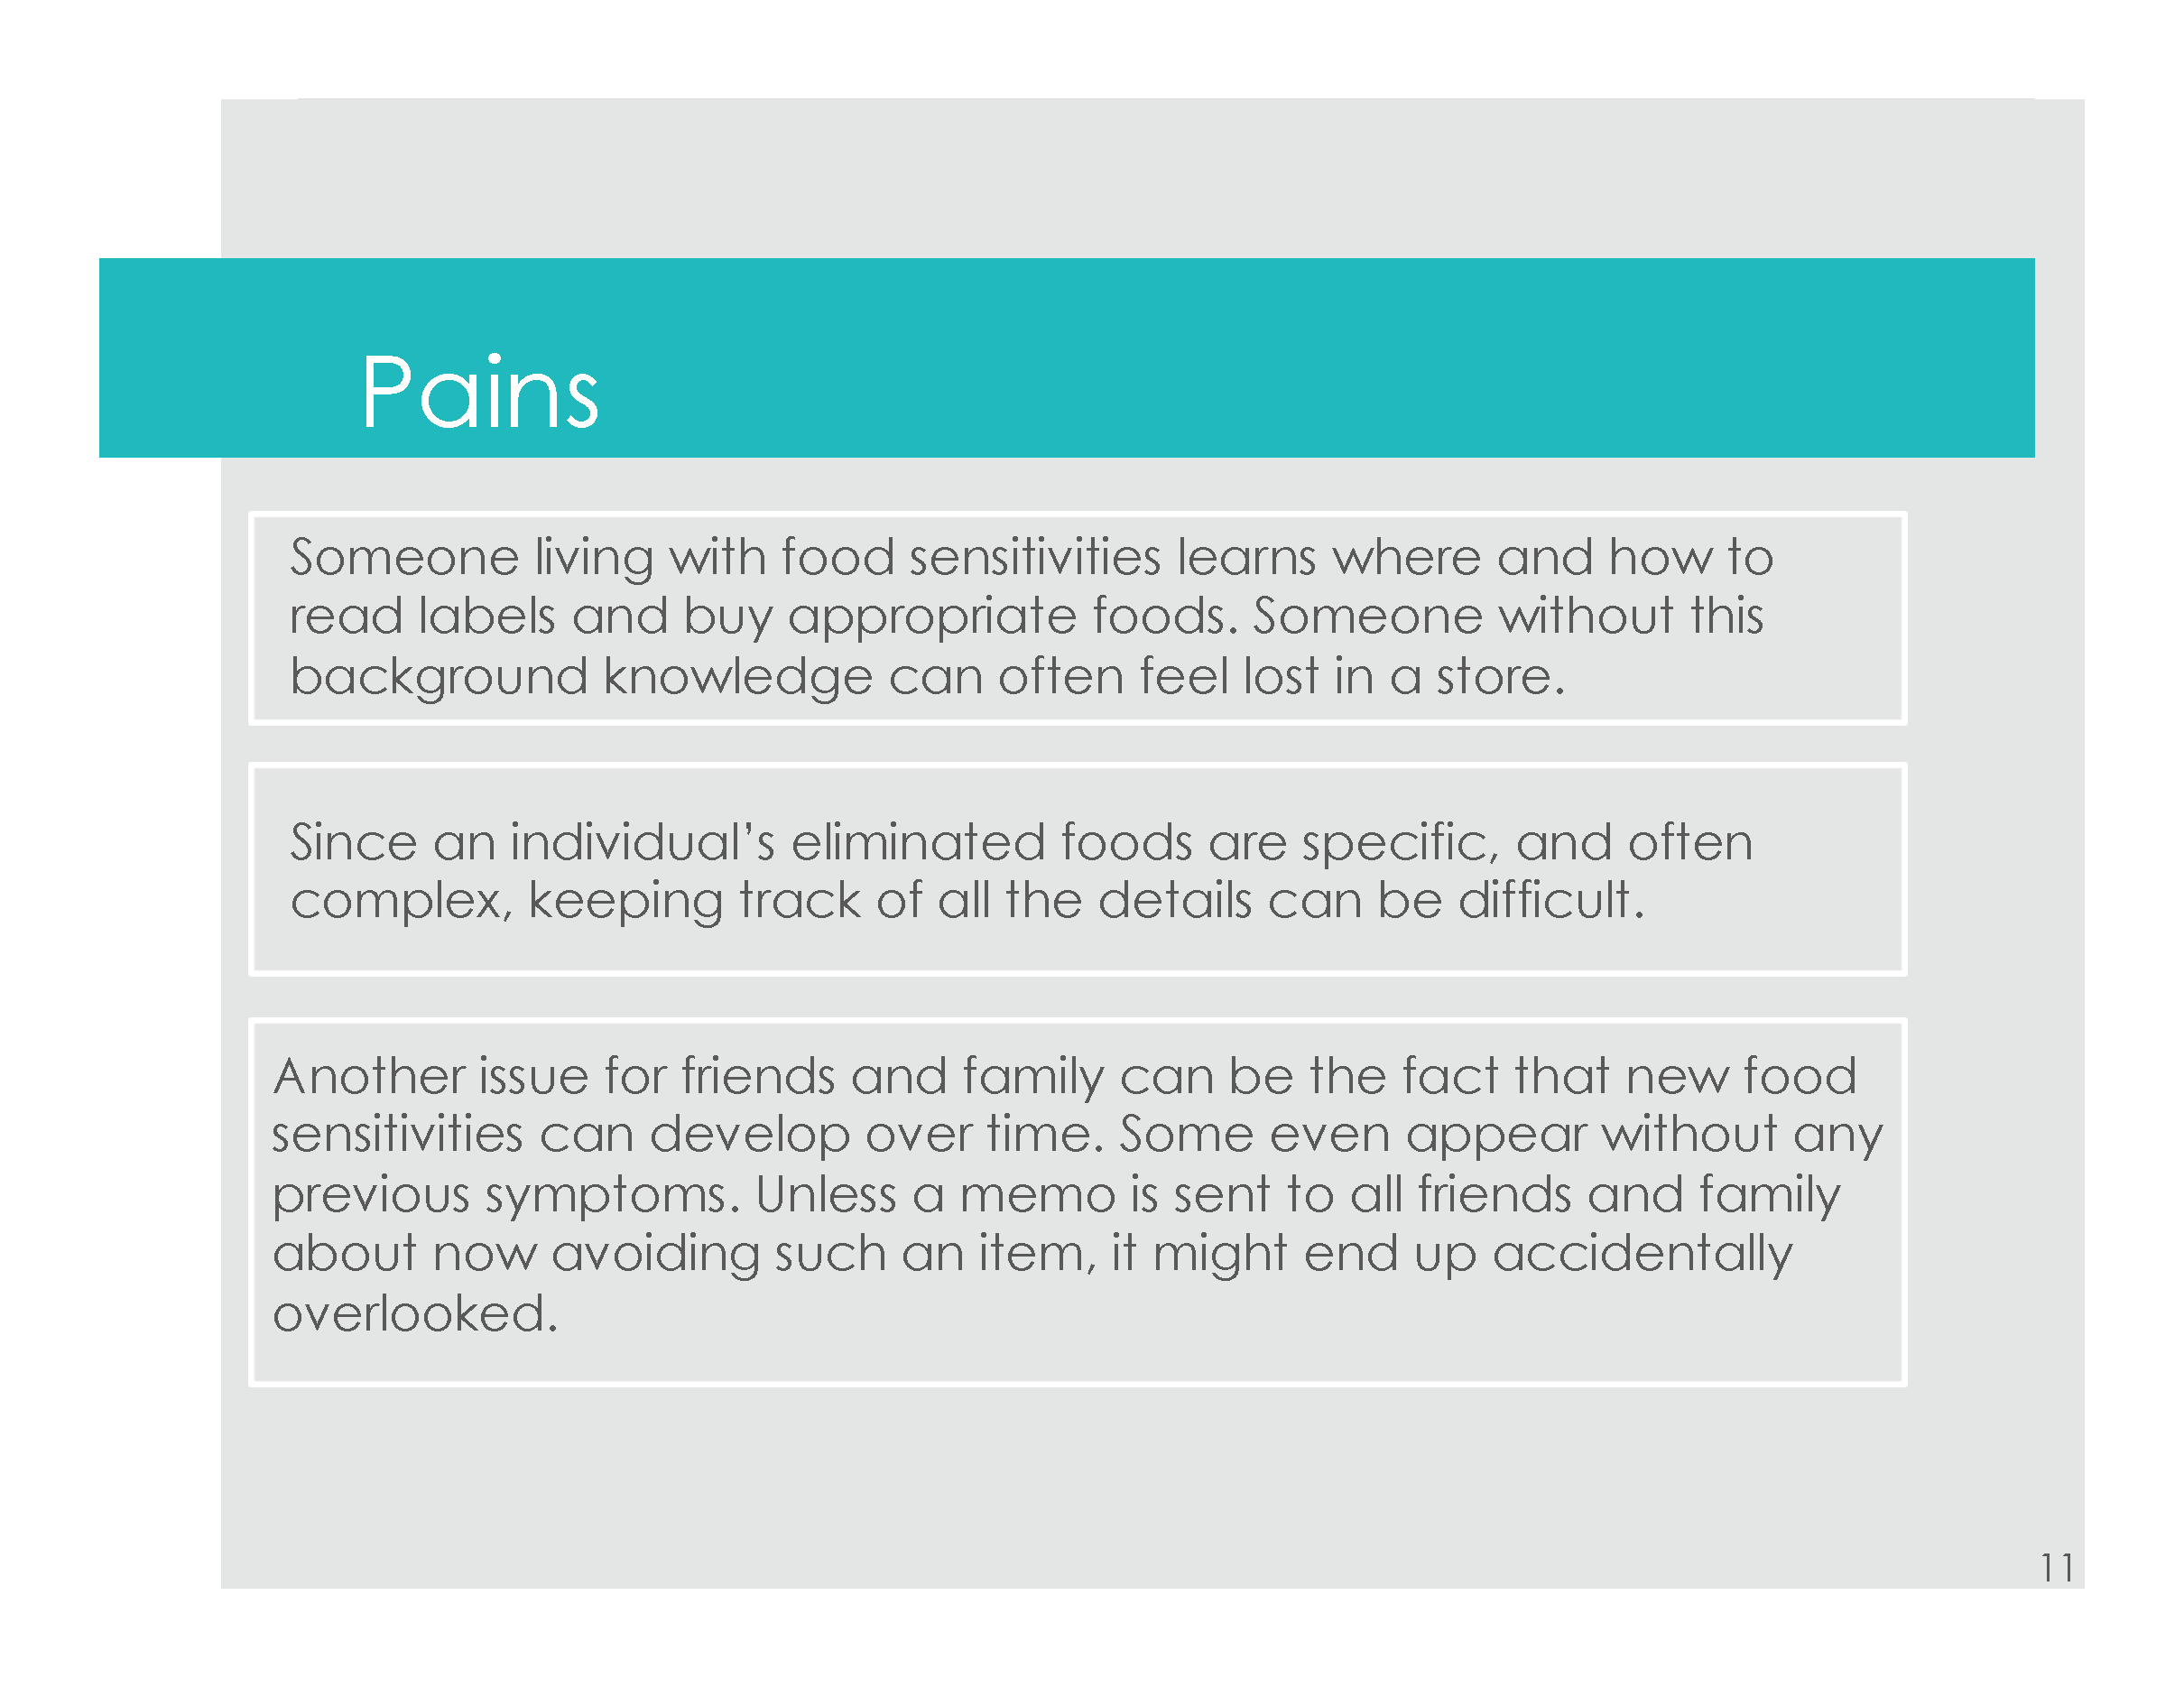 Pains
Someone living with food sensitivities learns where and how to
read labels and buy appropriate foods. Someone without this
background knowledge can often feel lost in a store.
Since an individual’s eliminated foods are specific, and often
complex, keeping track of all the details can be difficult.
Another issue for friends and family can be the fact that new food
sensitivities can develop over time. Some even appear without any
previous symptoms. Unless a memo is sent to all friends and family
about now avoiding such an item, it might end up accidentally
overlooked.
11